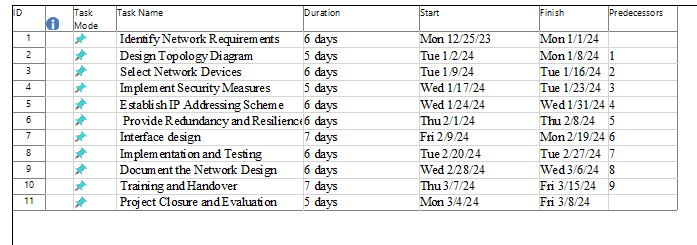 ID Task Mode Task Name Duration Start Finish Predecessors
1 Identify Network Requirements 6 days Mon 12/25/23 Mon 1/1/24
2 Design Topology Diagram 5 days Tue 1/2/24 Mon 1/8/24 1
3 Select Network Devices 6 days Tue 1/9/24 Tue 1/16/24 2
4 Implement Security Measures 5 days Wed 1/17/24 Tue 1/23/24 3
5 Establish IP Addressing Scheme 6 days Wed 1/24/24 Wed 1/31/24 4
6 Provide Redundancy and Resilience 6 days Thu 2/1/24 Thu 2/8/24 5
7 Interface design 7 days Fri 2/9/24 Mon 2/19/24 6
8 Implementation and Testing 6 days Tue 2/20/24 Tue 2/27/24 7
9 Document the Network Design 6 days Wed 2/28/24 Wed 3/6/24 8
10 Training and Handover 7 days Thu 3/7/24 Fri 3/15/24 9
11 Project Closure and Evaluation 5 days Mon 3/4/24 Fri 3/8/24